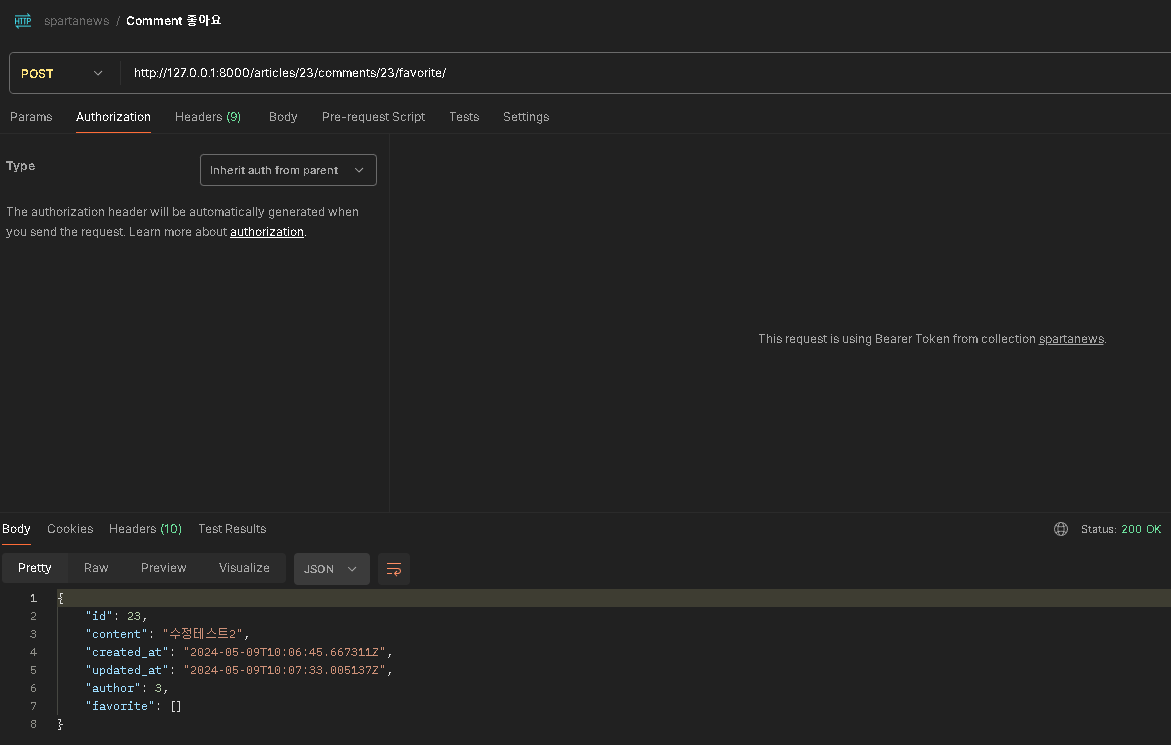 HTTP spartanews / Comment 좋아요
POST http://127.0.0.1:8000/articles/23/comments/23/favorite/
Params Authorization Headers (9) Body Pre-request Script Tests Settings
Type Inherit auth from parent
The authorization header will be automatically generated when
you send the request. Learn more about authorization.
This request is using Bearer Token from collection spartanews.
Body Cookies Headers (10) Test Results Status: 200 OK
Pretty Raw Preview Visualize JSON
1 {
2 "id": 23,
3 "content": "수정테스트2",
4 "created_at": "2024-05-09T10:06:45.667311Z",
5 "updated_at": "2024-05-09T10:07:33.005137Z",
6 "author": 3,
7 "favorite": []
8 }